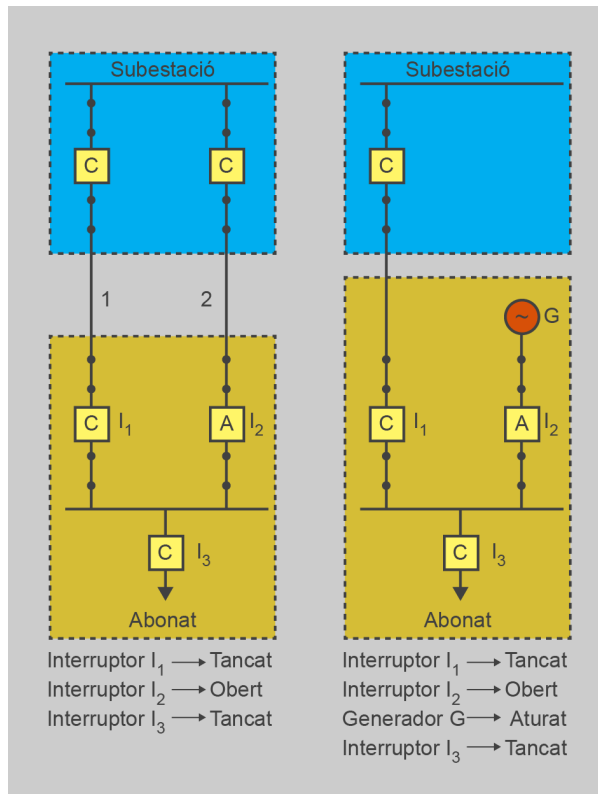 Subestació
C
C
1
2
C
I1
A
I2
C
I3
Abonat
Interruptor I1 → Tancat
Interruptor I2 → Obert
Interruptor I3 → Tancat
Subestació
C
~
G
C
I1
A
I2
C
I3
Abonat
Interruptor I1 → Tancat
Interruptor I2 → Obert
Generador G → Aturat
Interruptor I3 → Tancat